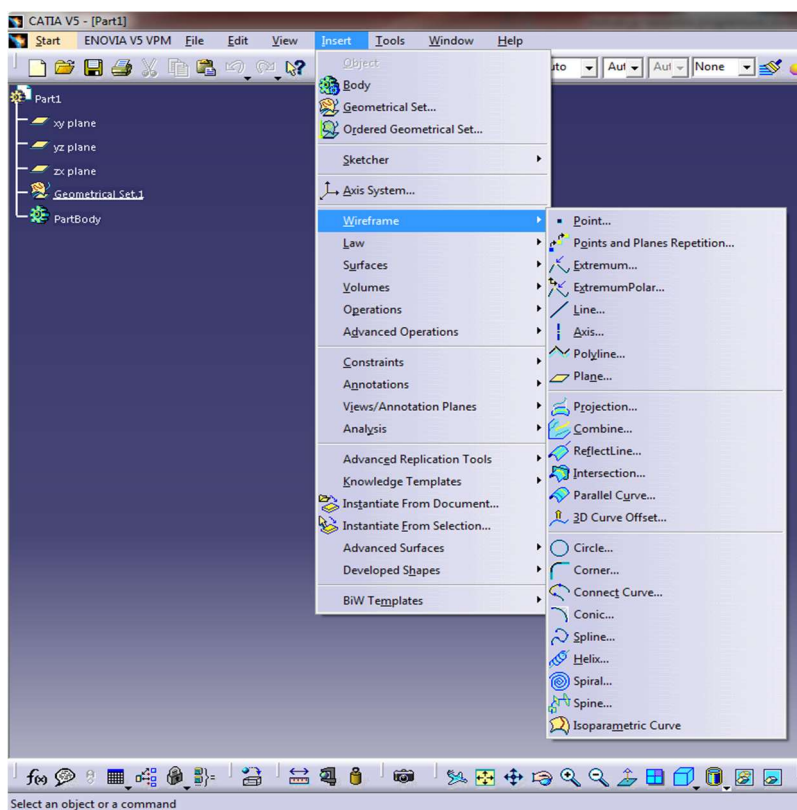 CATIA V5 - [Part1]
Start ENOVIA V5 VPM File Edit View Insert Tools Window Help
Aut Aut None
Part1
xy plane
yz plane
zx plane
Geometrical Set.1
PartBody
Object
Body
Geometrical Set...
Ordered Geometrical Set...
Sketcher
Axis System...
Wireframe
Law
Surfaces
Volumes
Operations
Advanced Operations
Constraints
Annotations
Views/Annotation Planes
Analysis
Advanced Replication Tools
Knowledge Templates
Instantiate From Document...
Instantiate From Selection...
Advanced Surfaces
Developed Shapes
BiW Templates
Point...
Points and Planes Repetition...
Extremum...
ExtremumPolar...
Line...
Axis...
Polyline...
Plane...
Projection...
Combine...
ReflectLine...
Intersection...
Parallel Curve...
3D Curve Offset...
Circle...
Corner...
Connect Curve...
Conic...
Spline...
Helix...
Spiral...
Spine...
Isoparametric Curve
f(x)
Select an object or a command